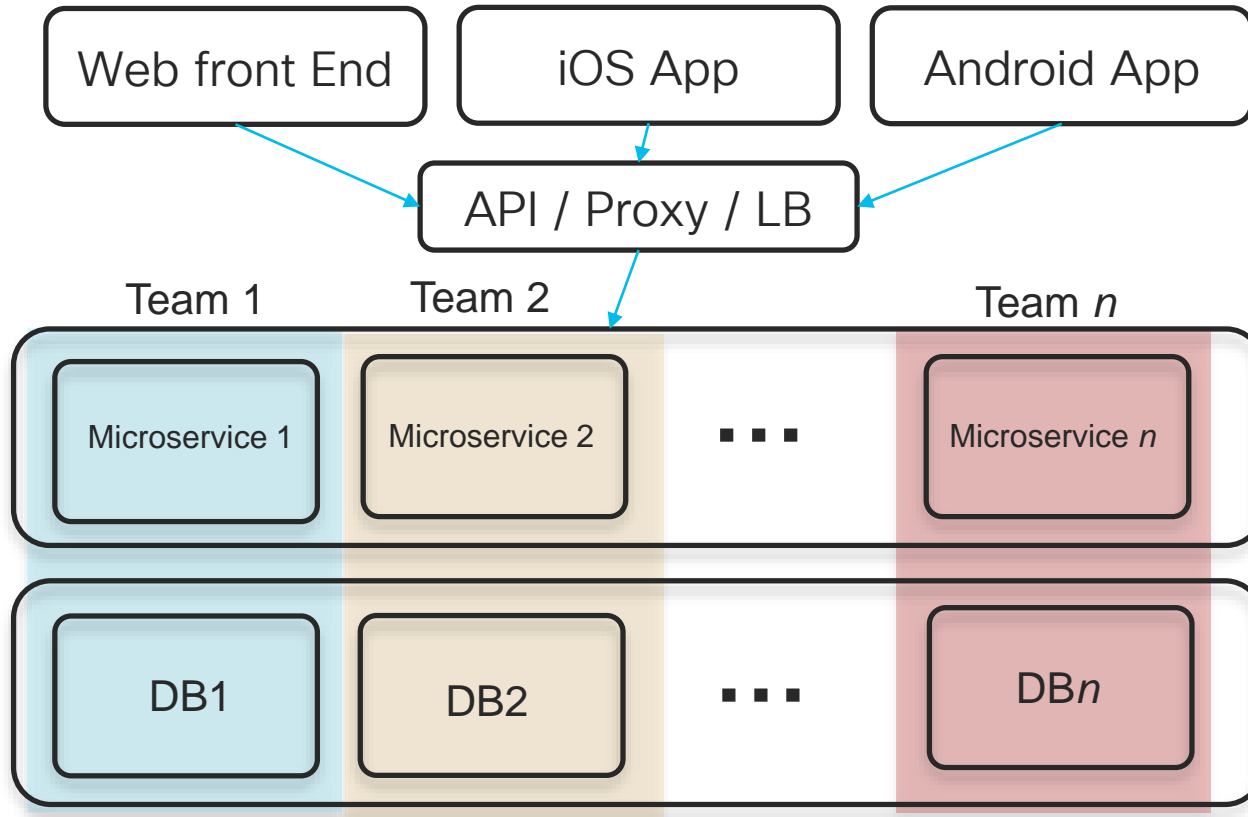 Web front End
iOS App
Android App
API / Proxy / LB
Team 1
Team 2
Team n
Microservice 1
Microservice 2
...
Microservice n
DB1
DB2
...
DBn